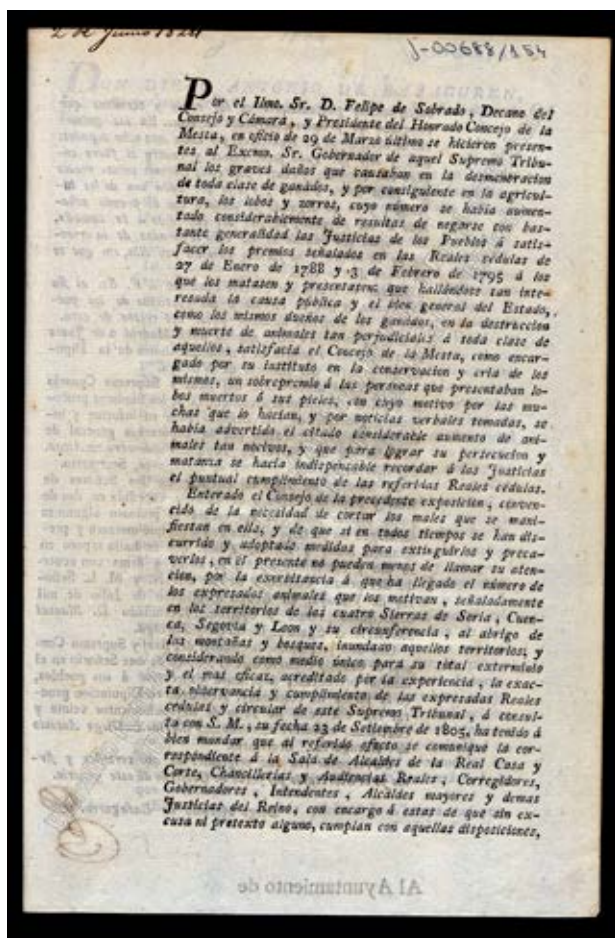 2 de Junio 1824
J-00688/154
Por el Ilmo. Sr. D. Felipe de Sobrado, Decano del
Consejo y Cámara, y Presidente del Honrado Concejo de la
Mesta, en oficio de 29 de Marzo último se hicieron presen-
tes al Excmo. Sr. Gobernador de aquel Supremo Tribu-
nal los graves daños que causaban en la desmembracion
de toda clase de ganados, y por consiguiente en la agricul-
tura, los lobos y zorros, cuyo número se habia aumen-
tado considerablemente de resultas de negarse con bas-
tante generalidad las Justicias de los Pueblos á satis-
facer los premios señalados en las Reales cédulas de
27 de Enero de 1788 y 3 de Febrero de 1795 á los
que los matasen y presentasen: que hallándose tan inte-
resada la causa pública y el bien general del Estado,
como los mismos dueños de los ganados, en la destruccion
y muerte de animales tan perjudiciales á toda clase de
aquellos, satisfacia el Concejo de la Mesta, como encar-
gado por su instituto en la conservacion y cria de los
mismos, un sobrepremio á las personas que presentaban lo-
bos muertos ó sus pieles, con cuyo motivo por las mu-
chas que lo hacian, y por noticias verbales tomadas, se
habia advertido el citado considerable aumento de ani-
males tan nocivos, y que para lograr su persecucion y
matanza se hacia indispensable recordar á las Justicias
el puntual cumplimiento de las referidas Reales cédulas.
Enterado el Consejo de la precedente exposicion, conven-
cido de la necesidad de cortar los males que se mani-
fiestan en ella, y de que si en todos tiempos se han dis-
currido y adoptado medidas para extinguirlos y preca-
verlos, en el presente no pueden menos de llamar su aten-
cion, por la á que ha llegado el número de
los expresados animales que los motivan, señaladamente
en los territorios de las cuatro Sierras de Soria, Cuen-
ca, Segovia y Leon y su circunferencia, al abrigo de
las montañas y bosques, inundado aquellos territorios; y
considerando como medio único para su total exterminio
y el mas eficaz, acreditado por la experiencia, la exac-
ta observancia y cumplimiento de las expresadas Reales
cédulas y circular de este Supremo Tribunal, á consul-
ta con S. M., su fecha 23 de Setiembre de 1805, ha tenido á
bien mandar que al referido efecto se comunique la cor-
respondiente á la Sala de Alcaldes de la Real Casa y
Corte, Chancillerías y Audiencias Reales, Corregidores,
Gobernadores, Intendentes, Alcaldes mayores y demas
Justicias del Reino, con encargo á estas de que sin ex-
cusa ni pretexto alguno, cumplan con aquellas disposiciones,
Al Ayuntamiento de